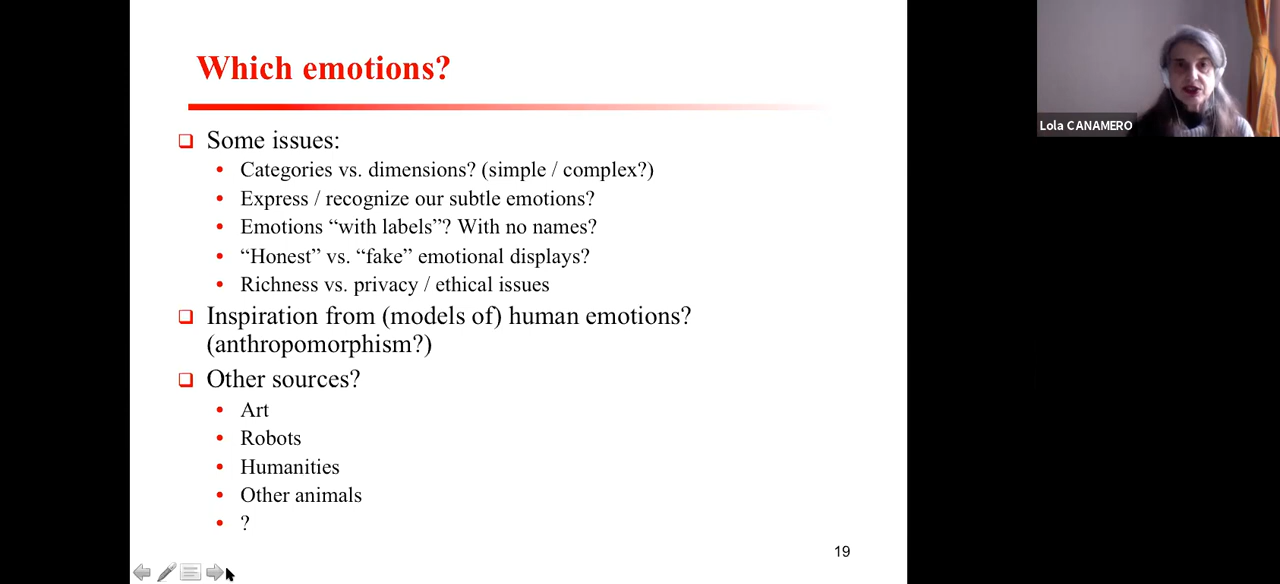 Which emotions?
Some issues:
Categories vs. dimensions? (simple / complex?)
Express / recognize our subtle emotions?
Emotions “with labels”? With no names?
“Honest” vs. “fake” emotional displays?
Richness vs. privacy / ethical issues
Inspiration from (models of) human emotions?
(anthropomorphism?)
Other sources?
Art
Robots
Humanities
Other animals
?
19
Lola CANAMERO